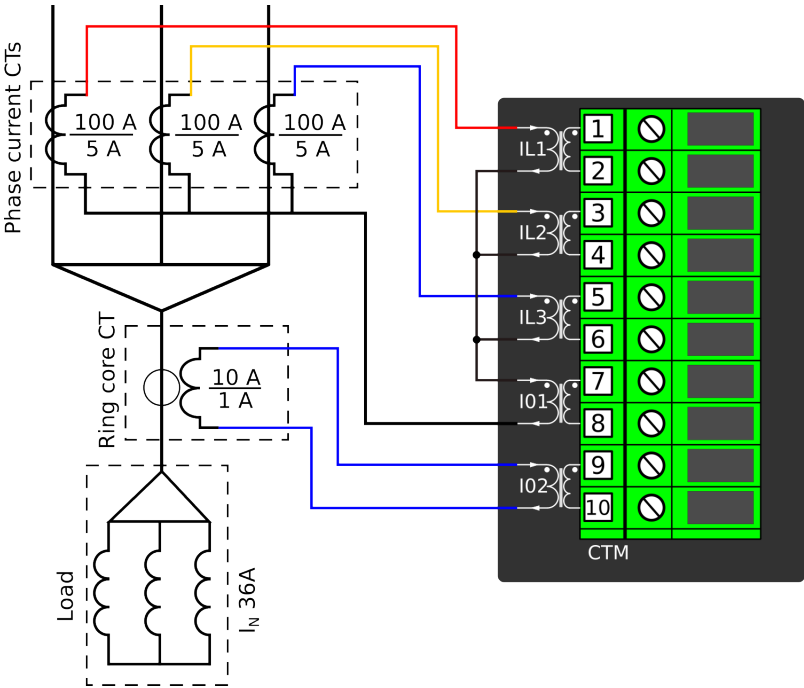 Phase current CTs
100 A
5 A
100 A
5 A
100 A
5 A
Ring core CT
10 A
1 A
Load
IN 36A
IL1
IL2
IL3
I01
I02
1
2
3
4
5
6
7
8
9
10
CTM